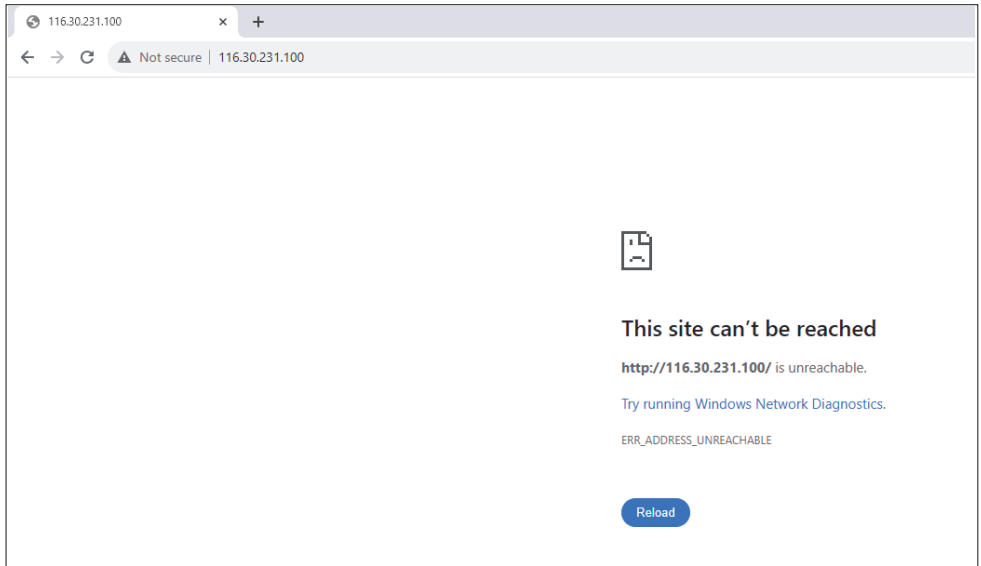 116.30.231.100
Not secure | 116.30.231.100
This site can't be reached
http://116.30.231.100/ is unreachable.
Try running Windows Network Diagnostics.
ERR_ADDRESS_UNREACHABLE
Reload